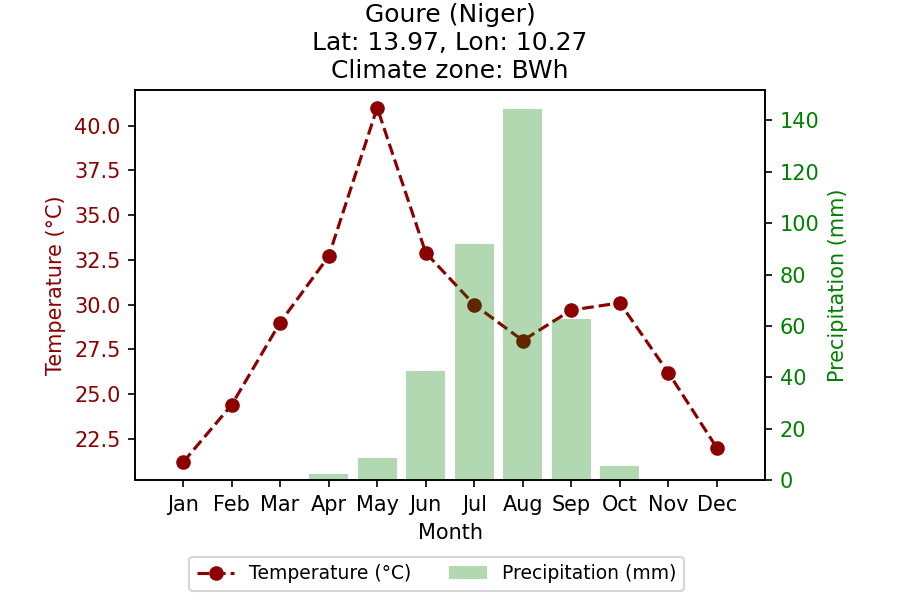 Goure (Niger)
Lat: 13.97, Lon: 10.27
Climate zone: BWh
Temperature (°C)
40.0
37.5
35.0
32.5
30.0
27.5
25.0
22.5
140
120
100
80
60
40
20
0
Precipitation (mm)
Jan Feb Mar Apr May Jun Jul Aug Sep Oct Nov Dec
Month
Temperature (°C) Precipitation (mm)